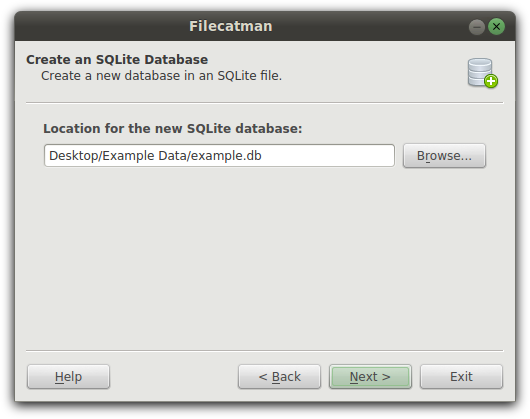 Filecatman
Create an SQLite Database
Create a new database in an SQLite file.
Location for the new SQLite database:
Desktop/Example Data/example.db
Browse...
Help
< Back
Next >
Exit